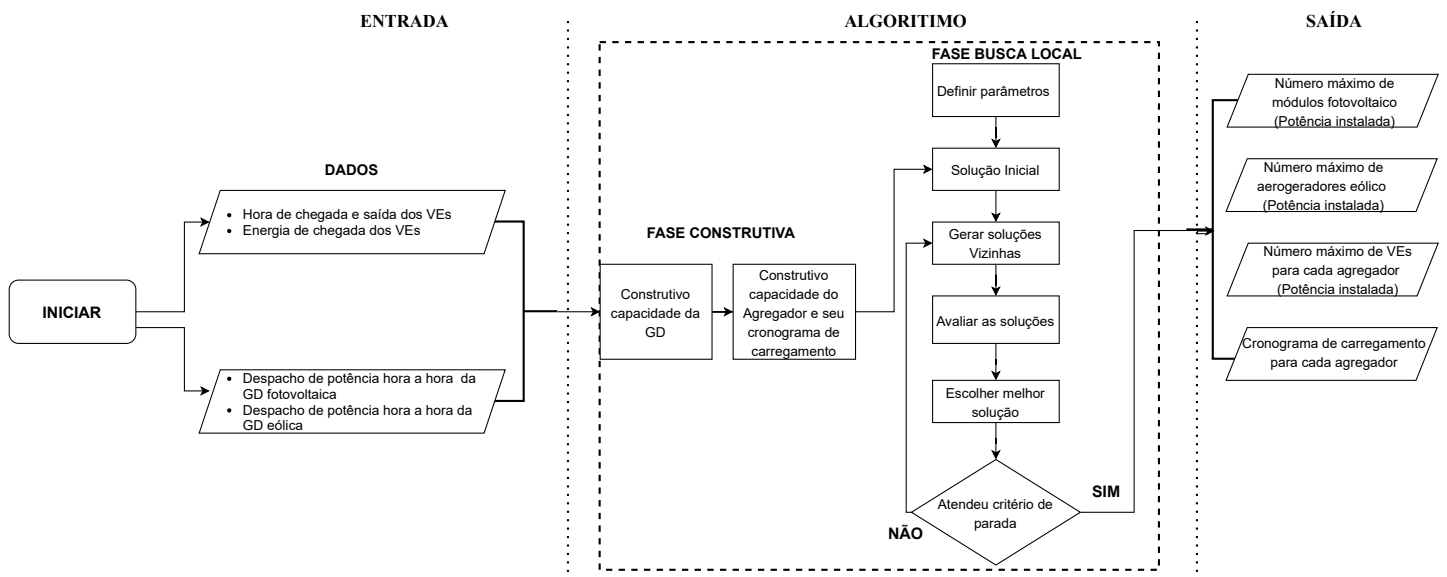 ENTRADA
ALGORITIMO
SAÍDA
INICIAR
DADOS
• Hora de chegada e saída dos VEs
• Energia de chegada dos VEs
• Despacho de potência hora a hora da
GD fotovoltaica
• Despacho de potência hora a hora da
GD eólica
FASE CONSTRUTIVA
Construtivo
capacidade da
GD
Construtivo
capacidade do
Agregador e seu
cronograma de
carregamento
FASE BUSCA LOCAL
Definir parâmetros
Solução Inicial
Gerar soluções
Vizinhas
Avaliar as soluções
Escolher melhor
solução
Atendeu critério de
parada
NÃO
SIM
Número máximo de
módulos fotovoltaico
(Potência instalada)
Número máximo de
aerogeradores eólico
(Potência instalada)
Número máximo de VEs
para cada agregador
(Potência instalada)
Cronograma de carregamento
para cada agregador